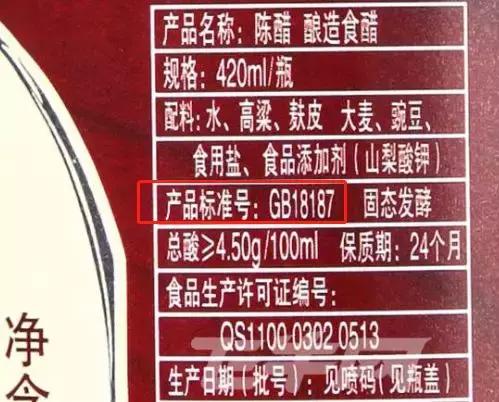 产品名称：陈醋 酿造食醋
规格：420ml/瓶
配料：水、高粱、麸皮、大麦、豌豆、
食用盐、食品添加剂（山梨酸钾）
产品标准号：GB18187 固态发酵
总酸≥4.50g/100ml 保质期：24个月
食品生产许可证编号：
QS1100 0302 0513
生产日期（批号）：见喷码（见瓶盖）
净含